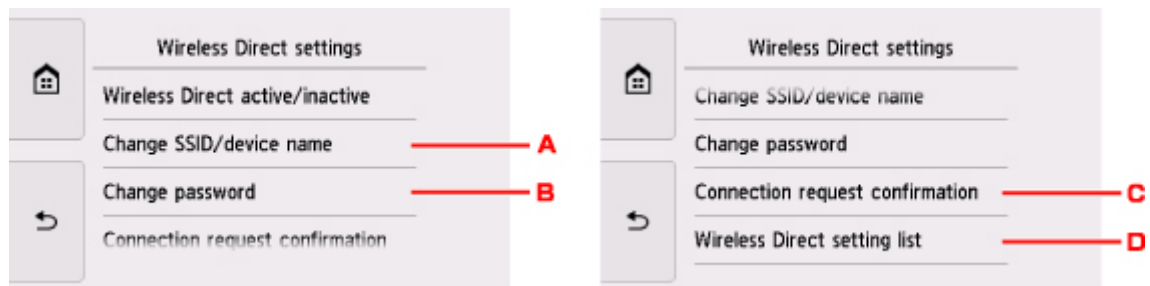 Wireless Direct settings
Wireless Direct active/inactive
Change SSID/device name
A
Change password
B
Connection request confirmation
Wireless Direct settings
Change SSID/device name
Change password
Connection request confirmation
C
Wireless Direct setting list
D